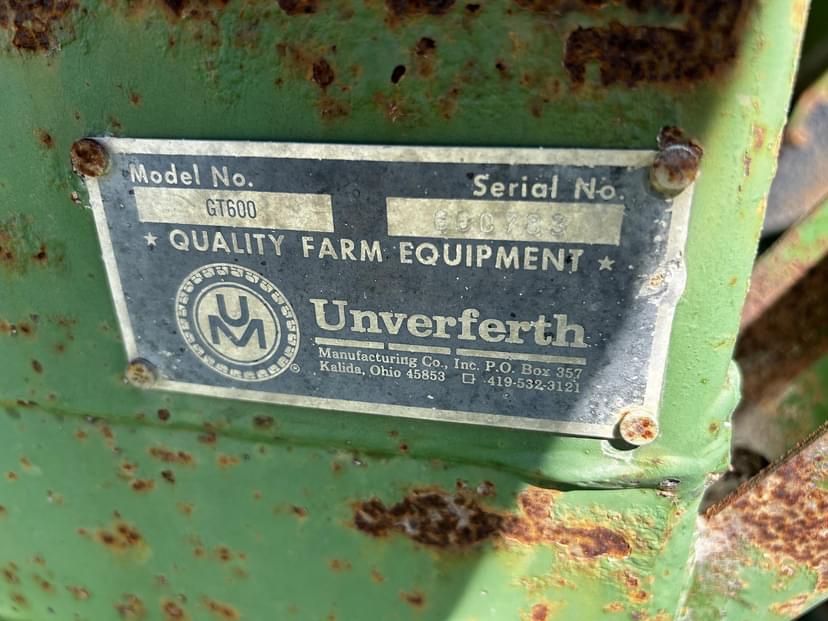 Model No. Serial No.
GT600
★ QUALITY FARM EQUIPMENT ★
UM ®
Unverferth
Manufacturing Co., Inc. P.O. Box 357
Kalida, Ohio 45853 □ 419-532-3121